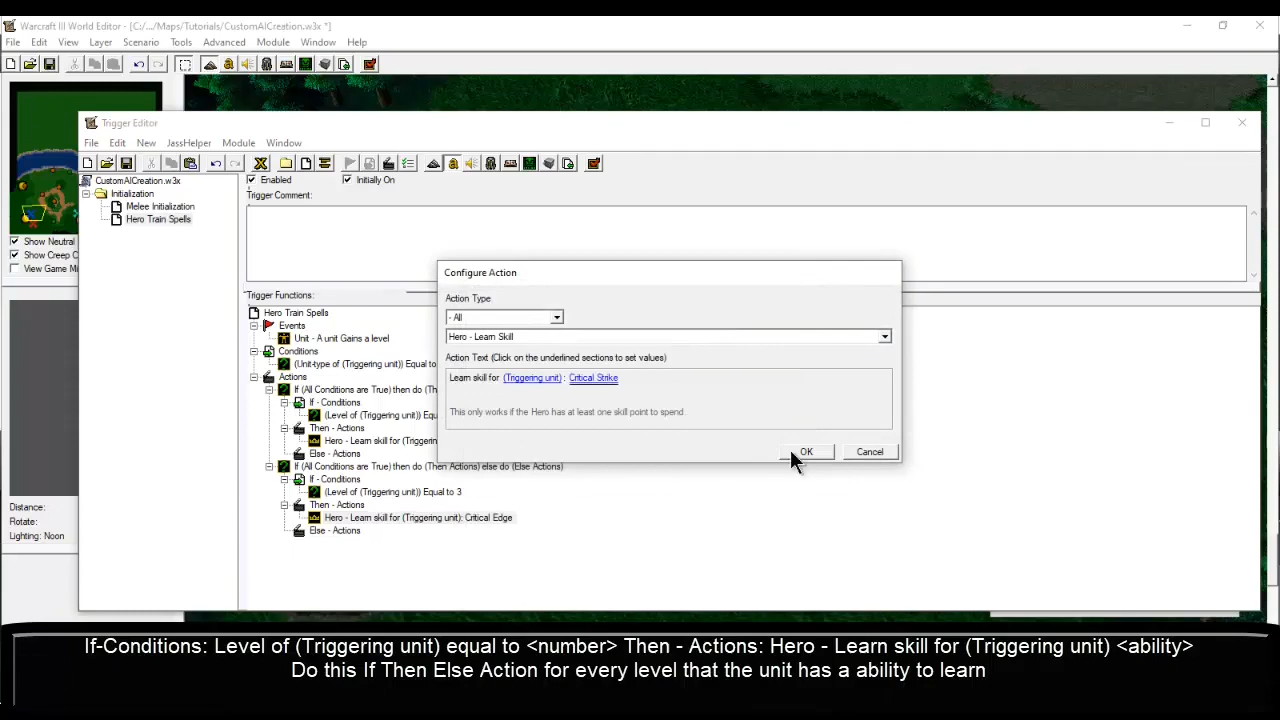 Warcraft III World Editor - [C:/.../Maps/Tutorials/CustomAICreation.w3x *]
File Edit View Layer Scenario Tools Advanced Module Window Help
Trigger Editor
File Edit New JassHelper Module Window
CustomAICreation.w3x
Initialization
Melee Initialization
Hero Train Spells
Enabled
Initially On
Trigger Comment:
Show Neutral
Show Creep C
View Game Mi
Distance:
Rotate:
Lighting: Noon
Trigger Functions:
Hero Train Spells
Events
Unit - A unit Gains a level
Conditions
(Unit-type of (Triggering unit)) Equal to
Actions
If (All Conditions are True) then do (Th
If - Conditions
(Level of (Triggering unit)) Equ
Then - Actions
Hero - Learn skill for (Triggerin
Else - Actions
If (All Conditions are True) then do (Then Actions) else do (Else Actions)
If - Conditions
(Level of (Triggering unit)) Equal to 3
Then - Actions
Hero - Learn skill for (Triggering unit): Critical Edge
Else - Actions
Configure Action
Action Type
- All
Hero - Learn Skill
Action Text (Click on the underlined sections to set values)
Learn skill for (Triggering unit) : Critical Strike
This only works if the Hero has at least one skill point to spend.
OK
Cancel
If-Conditions: Level of (Triggering unit) equal to <number> Then - Actions: Hero - Learn skill for (Triggering unit) <ability>
Do this If Then Else Action for every level that the unit has a ability to learn